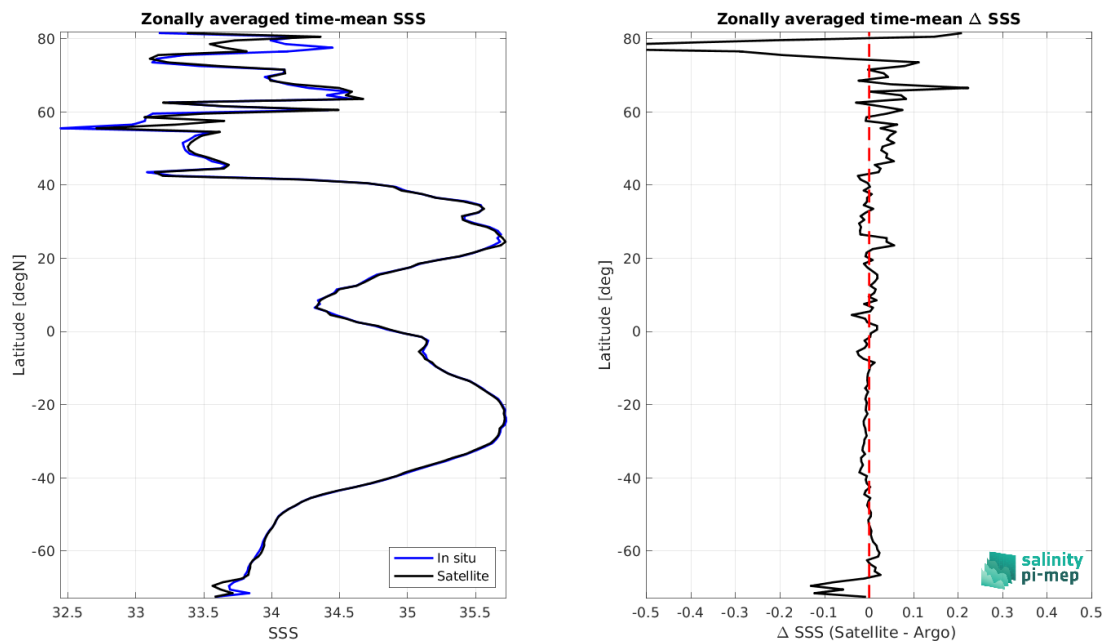 Zonally averaged time-mean SSS
80
60
40
20
0
-20
-40
-60
Latitude [degN]
32.5 33 33.5 34 34.5 35 35.5
SSS
In situ
Satellite
Zonally averaged time-mean Δ SSS
80
60
40
20
0
-20
-40
-60
Latitude [deg]
-0.5 -0.4 -0.3 -0.2 -0.1 0 0.1 0.2 0.3 0.4 0.5
Δ SSS (Satellite - Argo)
salinity
pi-mep